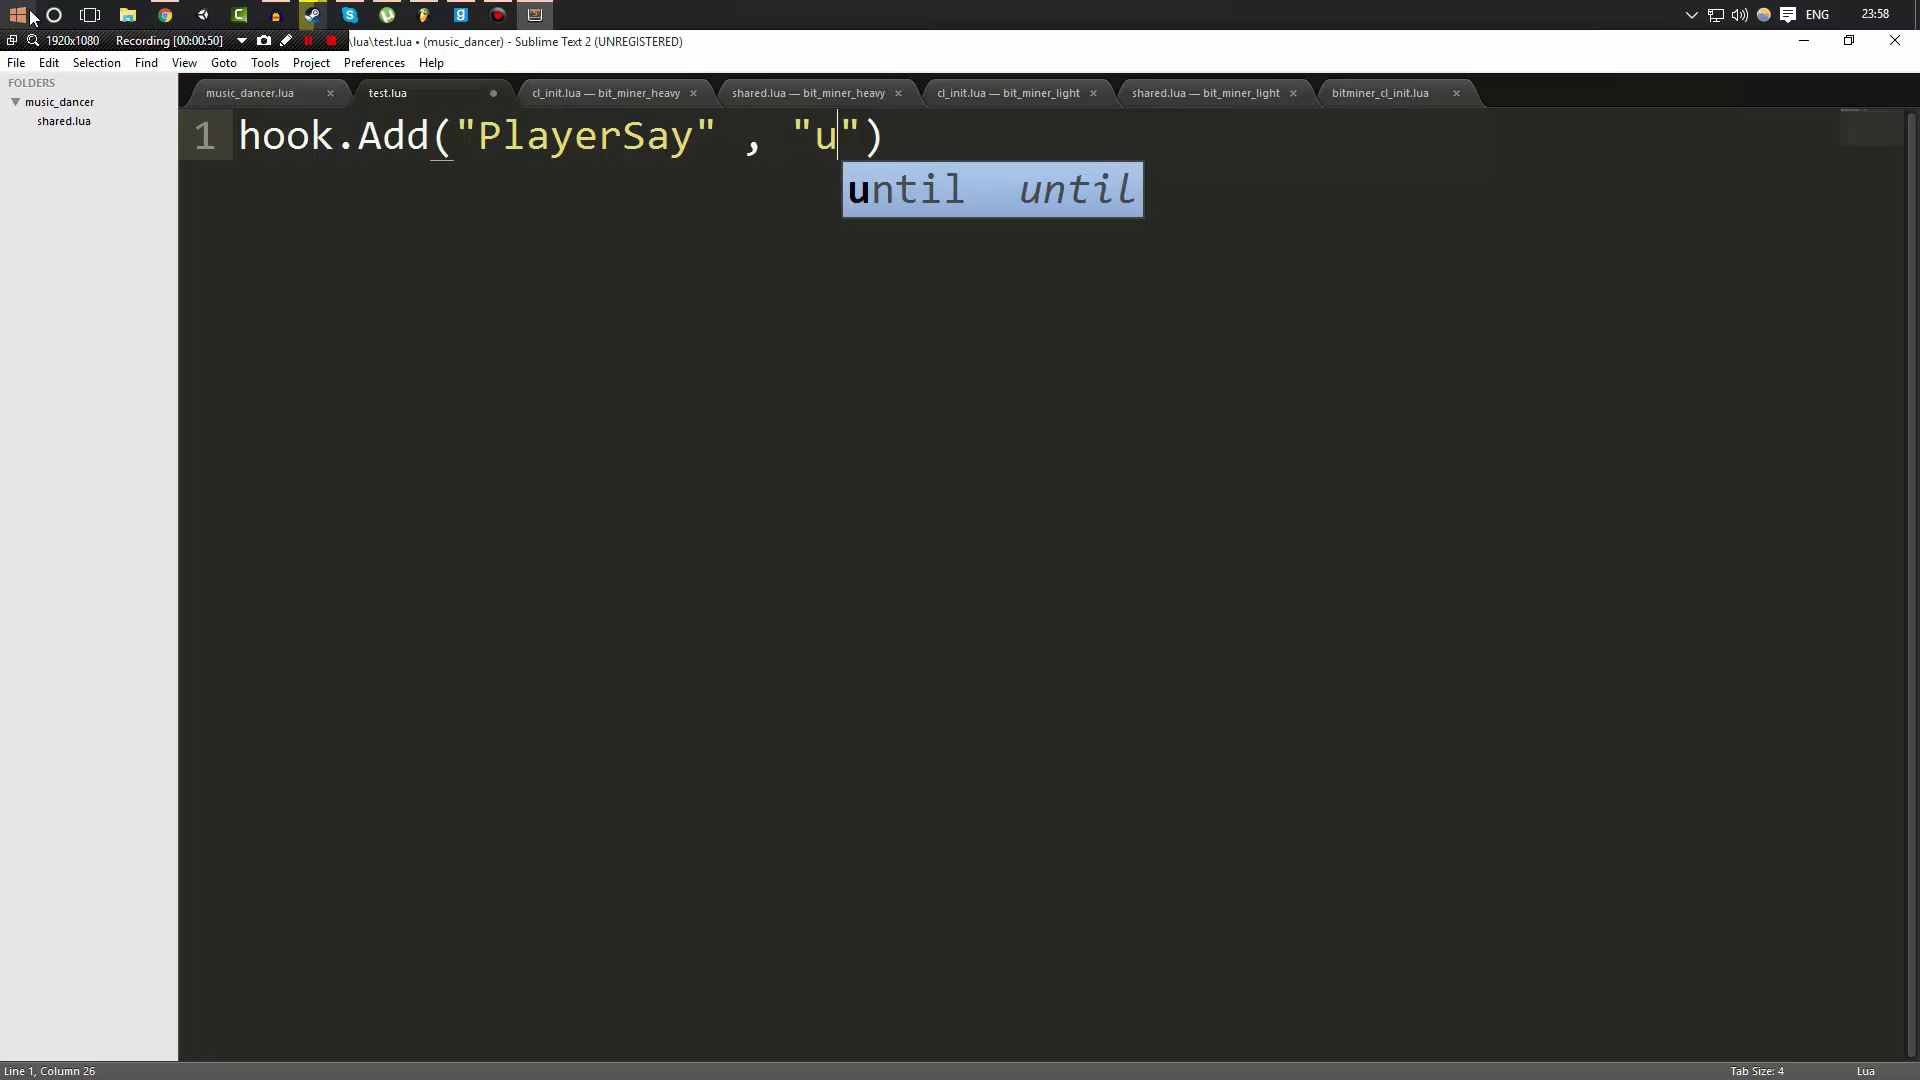 ENG 23:58
1920x1080 Recording [00:00:50] \lua\test.lua • (music_dancer) - Sublime Text 2 (UNREGISTERED)
File Edit Selection Find View Goto Tools Project Preferences Help
FOLDERS
music_dancer
shared.lua
music_dancer.lua × test.lua cl_init.lua — bit_miner_heavy × shared.lua — bit_miner_heavy × cl_init.lua — bit_miner_light × shared.lua — bit_miner_light × bitminer_cl_init.lua ×
1 hook.Add("PlayerSay" , "u")
until until
Line 1, Column 26 Tab Size: 4 Lua